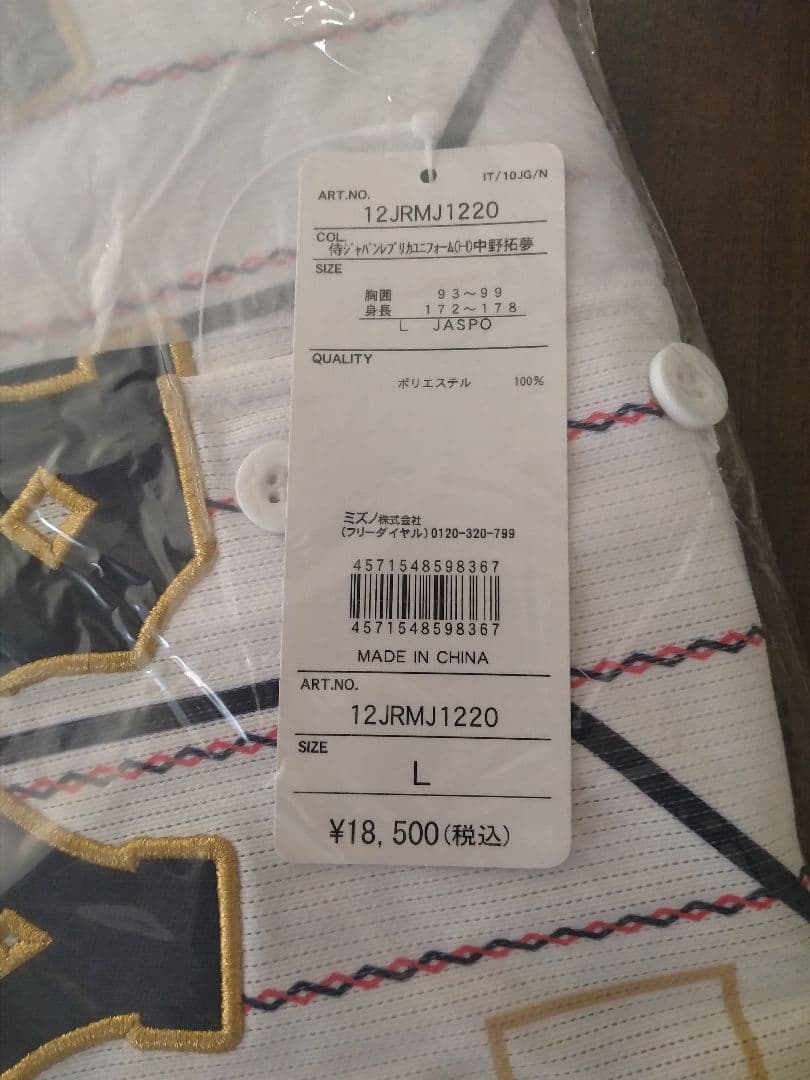 IT/10JG/N
ART.NO.
12JRMJ1220
COL.
侍ｼﾞｬﾊﾟﾝﾚﾌﾟﾘｶﾕﾆﾌｫｰﾑ(H)中野拓夢
SIZE
胸囲 93～99
身長 172～178
L JASPO
QUALITY
ポリエステル 100%
ミズノ株式会社
(フリーダイヤル)0120-320-799
4571548598367
4571548598367
MADE IN CHINA
ART.NO.
12JRMJ1220
SIZE
L
¥18,500(税込)